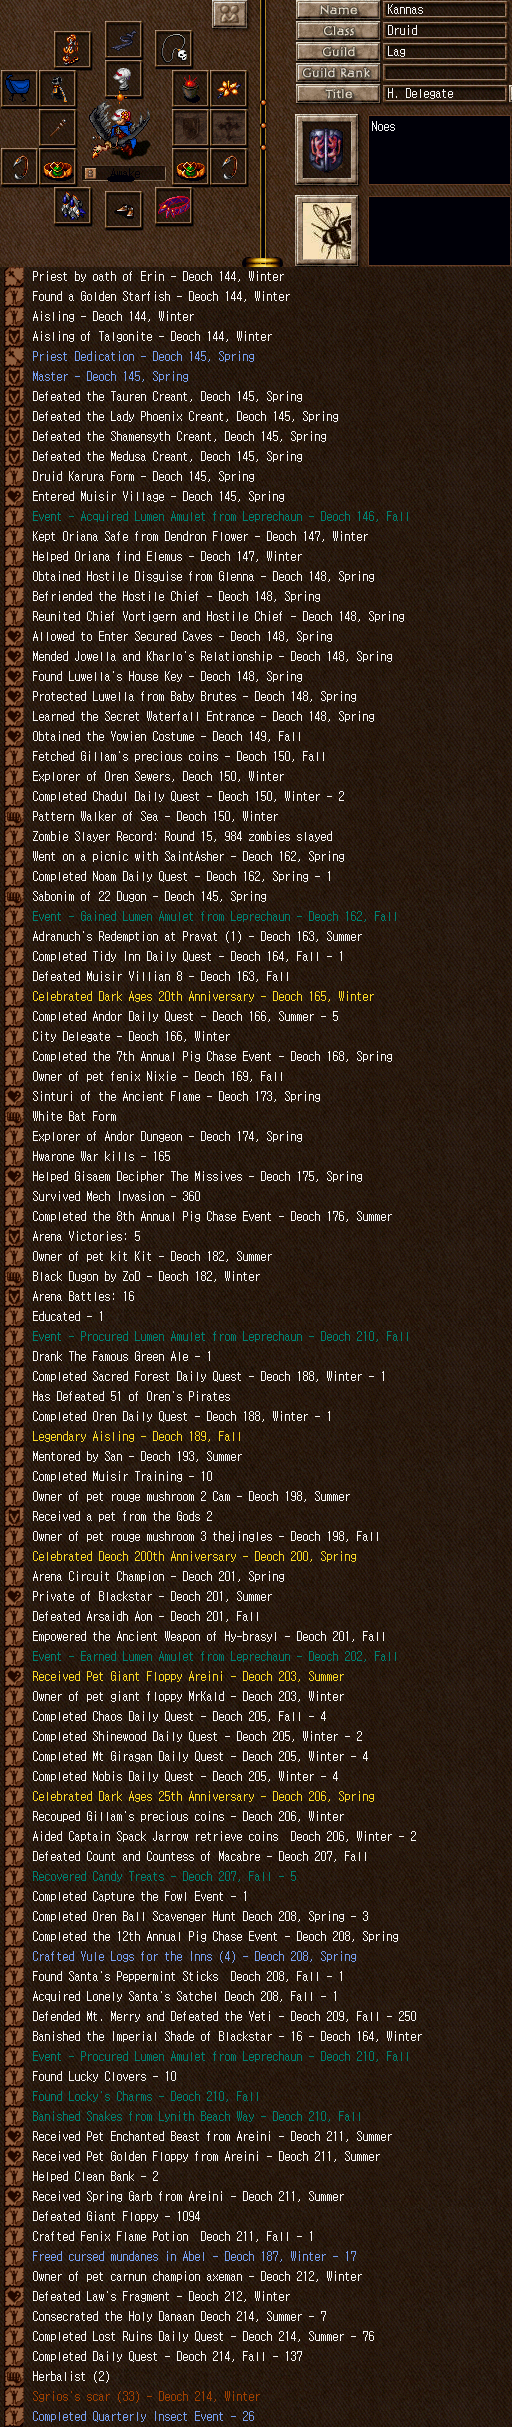 Name
Kannas
Class
Druid
Guild
Lag
Guild Rank
Title
H. Delegate
Noes
Awake
Priest by oath of Erin - Deoch 144, Winter
Found a Golden Starfish - Deoch 144, Winter
Aisling - Deoch 144, Winter
Aisling of Talgonite - Deoch 144, Winter
Priest Dedication - Deoch 145, Spring
Master - Deoch 145, Spring
Defeated the Tauren Creant, Deoch 145, Spring
Defeated the Lady Phoenix Creant, Deoch 145, Spring
Defeated the Shamensyth Creant, Deoch 145, Spring
Defeated the Medusa Creant, Deoch 145, Spring
Druid Karura Form - Deoch 145, Spring
Entered Muisir Village - Deoch 145, Spring
Event - Acquired Lumen Amulet from Leprechaun - Deoch 146, Fall
Kept Oriana Safe from Dendron Flower - Deoch 147, Winter
Helped Oriana find Elemus - Deoch 147, Winter
Obtained Hostile Disguise from Glenna - Deoch 148, Spring
Befriended the Hostile Chief - Deoch 148, Spring
Reunited Chief Vortigern and Hostile Chief - Deoch 148, Spring
Allowed to Enter Secured Caves - Deoch 148, Spring
Mended Jowella and Kharlo's Relationship - Deoch 148, Spring
Found Luwella's House Key - Deoch 148, Spring
Protected Luwella from Baby Brutes - Deoch 148, Spring
Learned the Secret Waterfall Entrance - Deoch 148, Spring
Obtained the Yowien Costume - Deoch 149, Fall
Fetched Gillam's precious coins - Deoch 150, Fall
Explorer of Oren Sewers, Deoch 150, Winter
Completed Chadul Daily Quest - Deoch 150, Winter - 2
Pattern Walker of Sea - Deoch 150, Winter
Zombie Slayer Record: Round 15, 984 zombies slayed
Went on a picnic with SaintAsher - Deoch 162, Spring
Completed Noam Daily Quest - Deoch 162, Spring - 1
Sabonim of 22 Dugon - Deoch 145, Spring
Event - Gained Lumen Amulet from Leprechaun - Deoch 162, Fall
Adranuch's Redemption at Pravat (1) - Deoch 163, Summer
Completed Tidy Inn Daily Quest - Deoch 164, Fall - 1
Defeated Muisir Villian 8 - Deoch 163, Fall
Celebrated Dark Ages 20th Anniversary - Deoch 165, Winter
Completed Andor Daily Quest - Deoch 166, Summer - 5
City Delegate - Deoch 166, Winter
Completed the 7th Annual Pig Chase Event - Deoch 168, Spring
Owner of pet fenix Nixie - Deoch 169, Fall
Sinturi of the Ancient Flame - Deoch 173, Spring
White Bat Form
Explorer of Andor Dungeon - Deoch 174, Spring
Hwarone War kills - 165
Helped Gisaem Decipher The Missives - Deoch 175, Spring
Survived Mech Invasion - 360
Completed the 8th Annual Pig Chase Event - Deoch 176, Summer
Arena Victories: 5
Owner of pet kit Kit - Deoch 182, Summer
Black Dugon by ZoD - Deoch 182, Winter
Arena Battles: 16
Educated - 1
Event - Procured Lumen Amulet from Leprechaun - Deoch 210, Fall
Drank The Famous Green Ale - 1
Completed Sacred Forest Daily Quest - Deoch 188, Winter - 1
Has Defeated 51 of Oren's Pirates
Completed Oren Daily Quest - Deoch 188, Winter - 1
Legendary Aisling - Deoch 189, Fall
Mentored by San - Deoch 193, Summer
Completed Muisir Training - 10
Owner of pet rouge mushroom 2 Cam - Deoch 198, Summer
Received a pet from the Gods 2
Owner of pet rouge mushroom 3 thejingles - Deoch 198, Fall
Celebrated Deoch 200th Anniversary - Deoch 200, Spring
Arena Circuit Champion - Deoch 201, Spring
Private of Blackstar - Deoch 201, Summer
Defeated Arsaidh Aon - Deoch 201, Fall
Empowered the Ancient Weapon of Hy-brasyl - Deoch 201, Fall
Event - Earned Lumen Amulet from Leprechaun - Deoch 202, Fall
Received Pet Giant Floppy Areini - Deoch 203, Summer
Owner of pet giant floppy MrKald - Deoch 203, Winter
Completed Chaos Daily Quest - Deoch 205, Fall - 4
Completed Shinewood Daily Quest - Deoch 205, Winter - 2
Completed Mt Giragan Daily Quest - Deoch 205, Winter - 4
Completed Nobis Daily Quest - Deoch 205, Winter - 4
Celebrated Dark Ages 25th Anniversary - Deoch 206, Spring
Recouped Gillam's precious coins - Deoch 206, Winter
Aided Captain Spack Jarrow retrieve coins  Deoch 206, Winter - 2
Defeated Count and Countess of Macabre - Deoch 207, Fall
Recovered Candy Treats - Deoch 207, Fall - 5
Completed Capture the Fowl Event - 1
Completed Oren Ball Scavenger Hunt Deoch 208, Spring - 3
Completed the 12th Annual Pig Chase Event - Deoch 208, Spring
Crafted Yule Logs for the Inns (4) - Deoch 208, Spring
Found Santa's Peppermint Sticks  Deoch 208, Fall - 1
Acquired Lonely Santa's Satchel Deoch 208, Fall - 1
Defended Mt. Merry and Defeated the Yeti - Deoch 209, Fall - 250
Banished the Imperial Shade of Blackstar - 16 - Deoch 164, Winter
Event - Procured Lumen Amulet from Leprechaun - Deoch 210, Fall
Found Lucky Clovers - 10
Found Locky's Charms - Deoch 210, Fall
Banished Snakes from Lynith Beach Way - Deoch 210, Fall
Received Pet Enchanted Beast from Areini - Deoch 211, Summer
Received Pet Golden Floppy from Areini - Deoch 211, Summer
Helped Clean Bank - 2
Received Spring Garb from Areini - Deoch 211, Summer
Defeated Giant Floppy - 1094
Crafted Fenix Flame Potion  Deoch 211, Fall - 1
Freed cursed mundanes in Abel - Deoch 187, Winter - 17
Owner of pet carnun champion axeman - Deoch 212, Winter
Defeated Law's Fragment - Deoch 212, Winter
Consecrated the Holy Danaan Deoch 214, Summer - 7
Completed Lost Ruins Daily Quest - Deoch 214, Summer - 76
Completed Daily Quest - Deoch 214, Fall - 137
Herbalist (2)
Sgrios's scar (33) - Deoch 214, Winter
Completed Quarterly Insect Event - 26